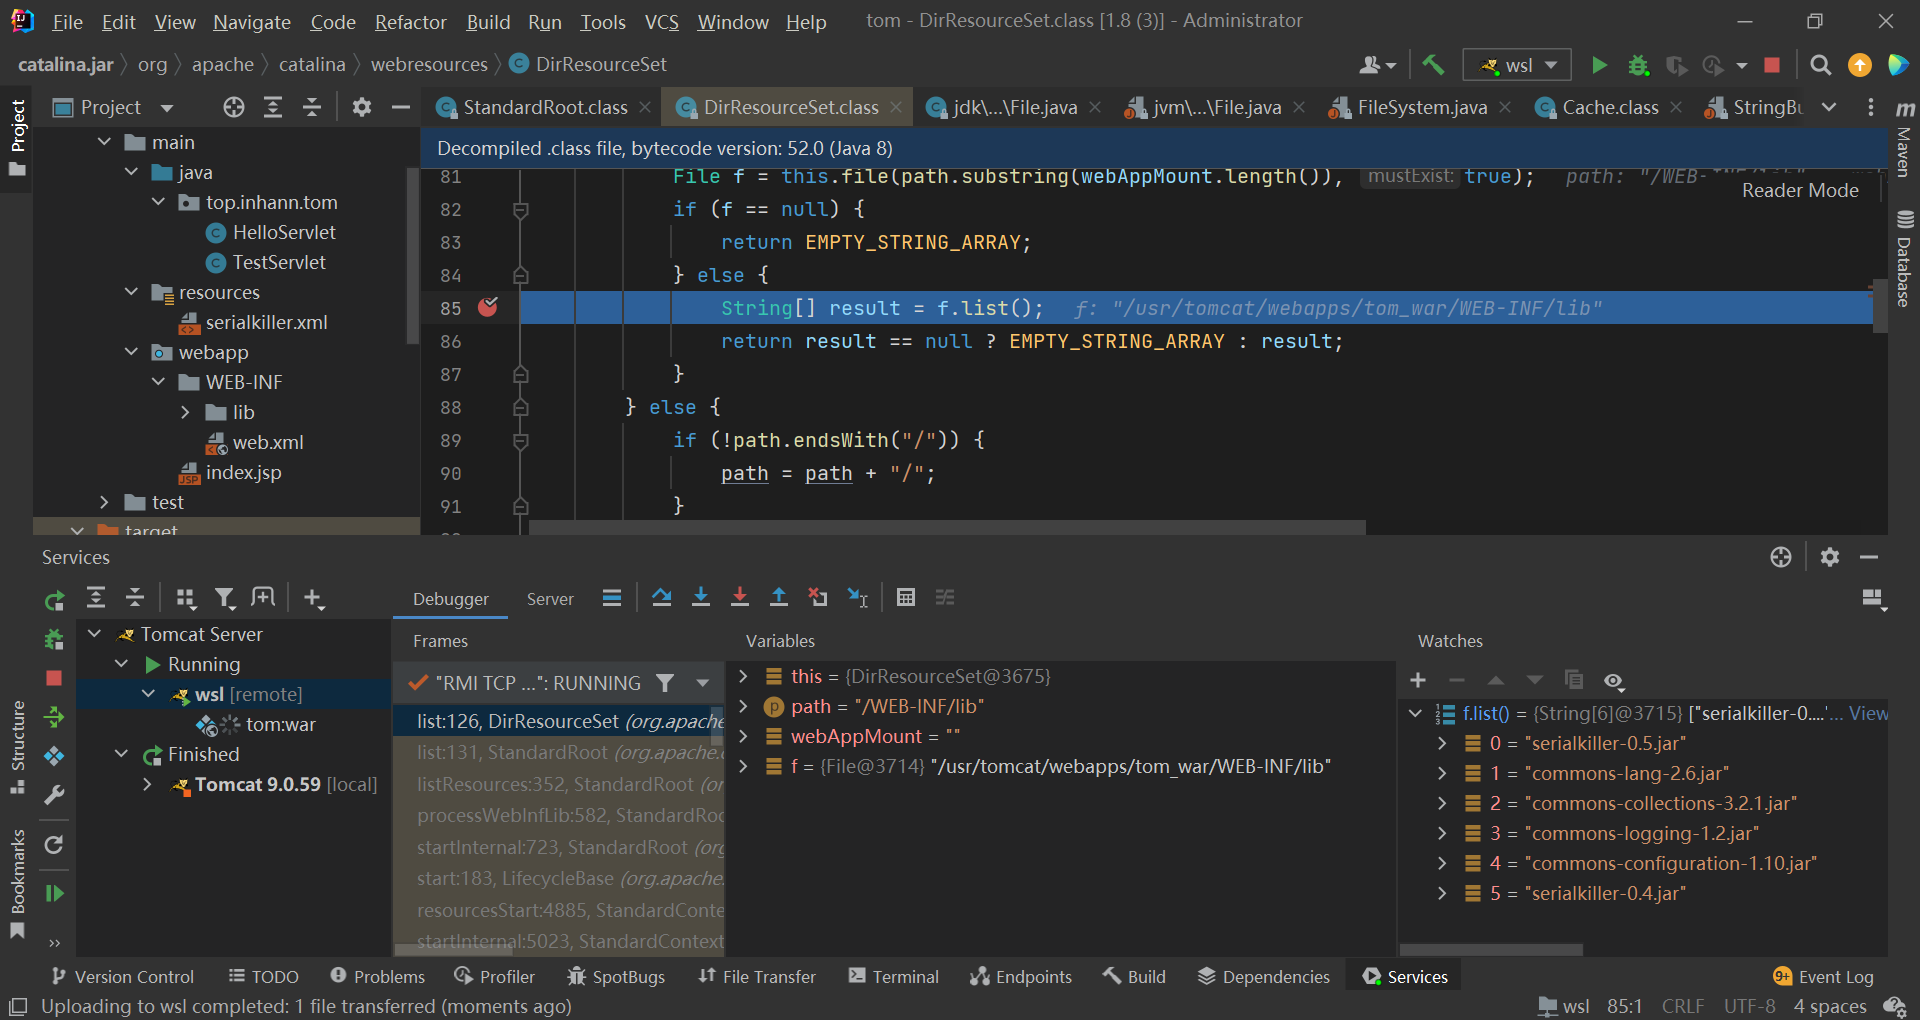 File Edit View Navigate Code Refactor Build Run Tools VCS Window Help tom - DirResourceSet.class [1.8 (3)] - Administrator
catalina.jar org apache catalina webresources DirResourceSet wsl
Project StandardRoot.class DirResourceSet.class jdk\...\File.java jvm\...\File.java FileSystem.java Cache.class StringBu
Project
Maven
Database
Structure
Bookmarks
main
java
top.inhann.tom
HelloServlet
TestServlet
resources
serialkiller.xml
webapp
WEB-INF
lib
web.xml
index.jsp
test
target
Decompiled .class file, bytecode version: 52.0 (Java 8)
Reader Mode
81 File f = this.file(path.substring(webAppMount.length()), mustExist: true); path: "/WEB-INF/lib"
82 if (f == null) {
83 return EMPTY_STRING_ARRAY;
84 } else {
85 String[] result = f.list(); f: "/usr/tomcat/webapps/tom_war/WEB-INF/lib"
86 return result == null ? EMPTY_STRING_ARRAY : result;
87 }
88 } else {
89 if (!path.endsWith("/")) {
90 path = path + "/";
91 }
Services
Debugger Server
Tomcat Server
Running
wsl [remote]
tom:war
Finished
Tomcat 9.0.59 [local]
Frames
"RMI TCP ...": RUNNING
list:126, DirResourceSet (org.apache
list:131, StandardRoot (org.apache.c
listResources:352, StandardRoot (or
processWebInfLib:582, StandardRoo
startInternal:723, StandardRoot (org
start:183, LifecycleBase (org.apache.
resourcesStart:4885, StandardConte
startInternal:5023, StandardContext
Variables
this = {DirResourceSet@3675}
path = "/WEB-INF/lib"
webAppMount = ""
f = {File@3714} "/usr/tomcat/webapps/tom_war/WEB-INF/lib"
Watches
f.list() = {String[6]@3715} ["serialkiller-0....'... View
0 = "serialkiller-0.5.jar"
1 = "commons-lang-2.6.jar"
2 = "commons-collections-3.2.1.jar"
3 = "commons-logging-1.2.jar"
4 = "commons-configuration-1.10.jar"
5 = "serialkiller-0.4.jar"
Version Control TODO Problems Profiler SpotBugs File Transfer Terminal Endpoints Build Dependencies Services 9+ Event Log
Uploading to wsl completed: 1 file transferred (moments ago) wsl 85:1 CRLF UTF-8 4 spaces